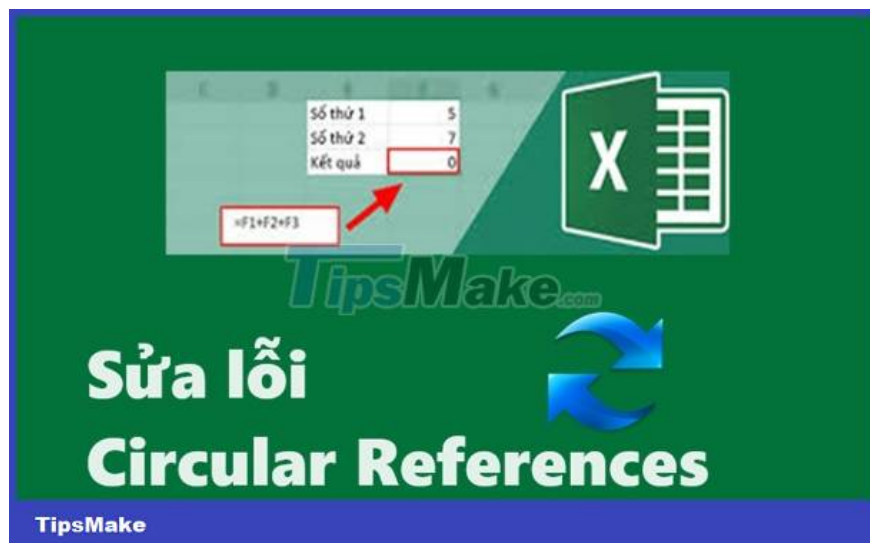 Số thứ 1 5
Số thứ 2 7
Kết quả 0
=F1+F2+F3
X
TipsMake.com
Sửa lỗi
Circular References
TipsMake